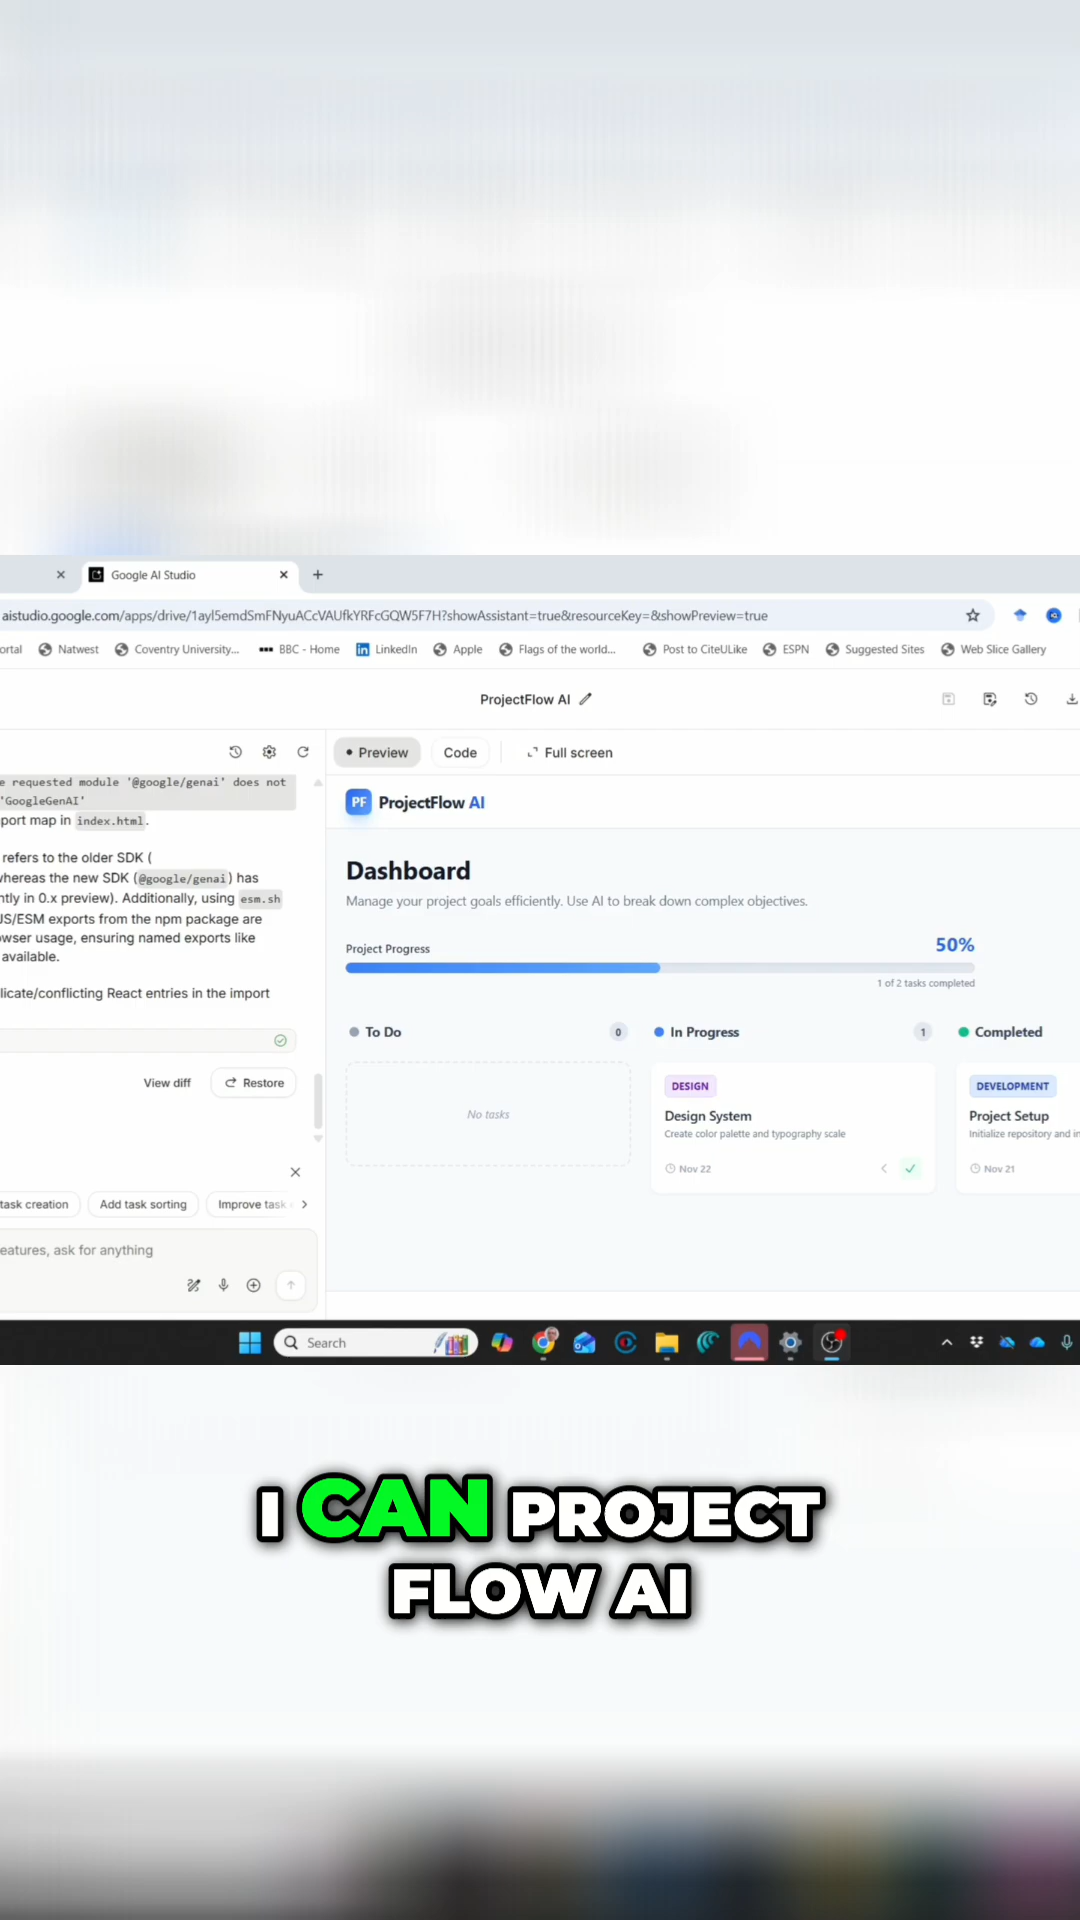 Google AI Studio
aistudio.google.com/apps/drive/1ayl5emdSmFNyuACcVAUfkYRFcGQW5F7H?showAssistant=true&resourceKey=&showPreview=true
ortal
Natwest
Coventry University...
BBC - Home
LinkedIn
Apple
Flags of the world...
Post to CiteULike
ESPN
Suggested Sites
Web Slice Gallery
ProjectFlow AI
e requested module '@google/genai' does not
'GoogleGenAI'
port map in index.html.
refers to the older SDK (
whereas the new SDK (@google/genai) has
ntly in 0.x preview). Additionally, using esm.sh
JS/ESM exports from the npm package are
owser usage, ensuring named exports like
available.
licate/conflicting React entries in the import
View diff
Restore
task creation
Add task sorting
Improve task
eatures, ask for anything
Preview
Code
Full screen
PF ProjectFlow AI
Dashboard
Manage your project goals efficiently. Use AI to break down complex objectives.
Project Progress
50%
1 of 2 tasks completed
To Do
0
No tasks
In Progress
1
DESIGN
Design System
Create color palette and typography scale
Nov 22
Completed
DEVELOPMENT
Project Setup
Initialize repository and in
Nov 21
Search
I CAN PROJECT
FLOW AI